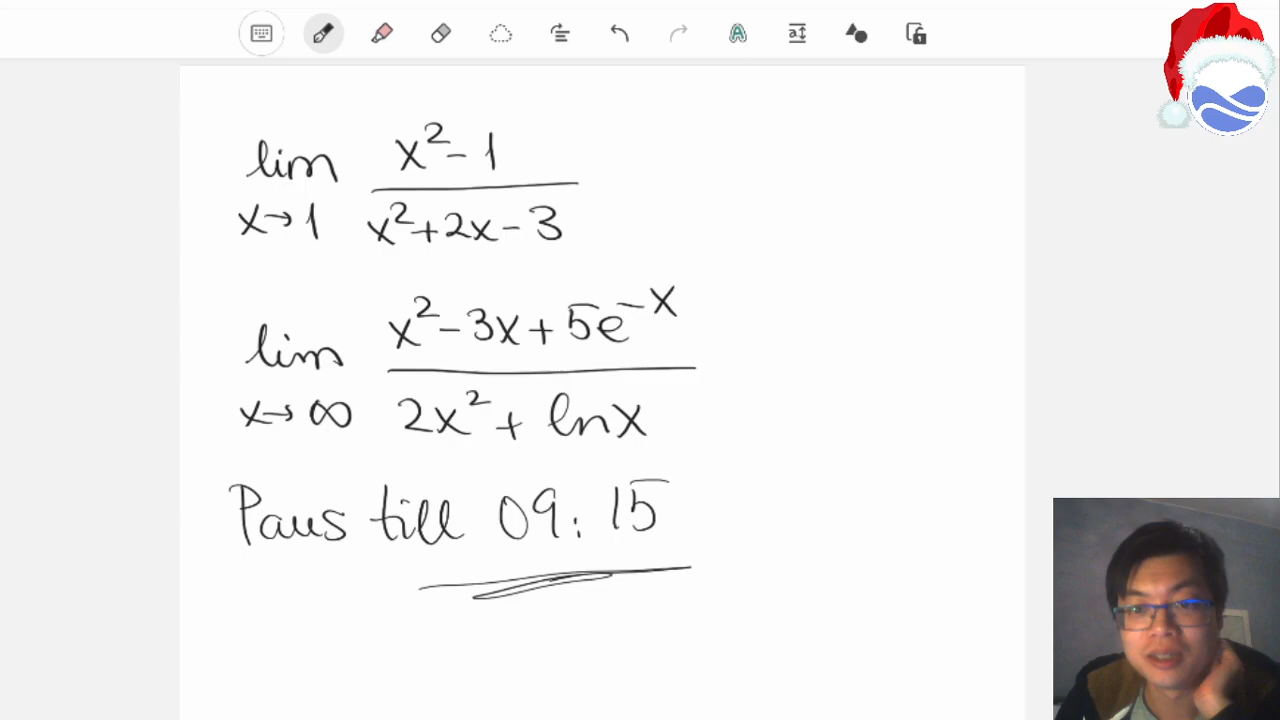 lim x→1 (x²-1)/(x²+2x-3)
lim x→∞ (x²-3x+5e^{-x})/(2x²+lnx)
Paus till 09:15